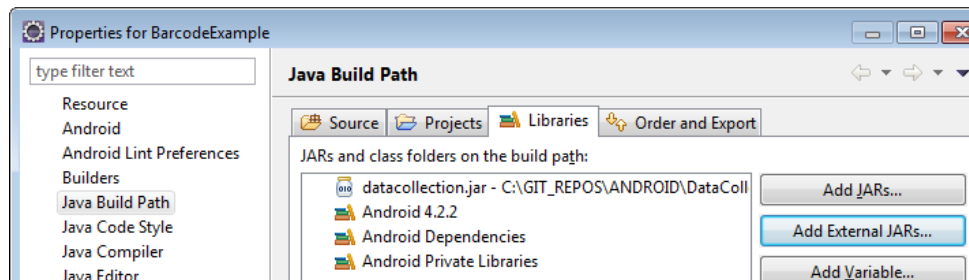 Properties for BarcodeExample
type filter text
Java Build Path
Resource
Android
Android Lint Preferences
Builders
Java Build Path
Java Code Style
Java Compiler
Java Editor
Source Projects Libraries Order and Export
JARs and class folders on the build path:
datacollection.jar - C:\GIT_REPOS\ANDROID\DataColl
Android 4.2.2
Android Dependencies
Android Private Libraries
Add JARs...
Add External JARs...
Add Variable...